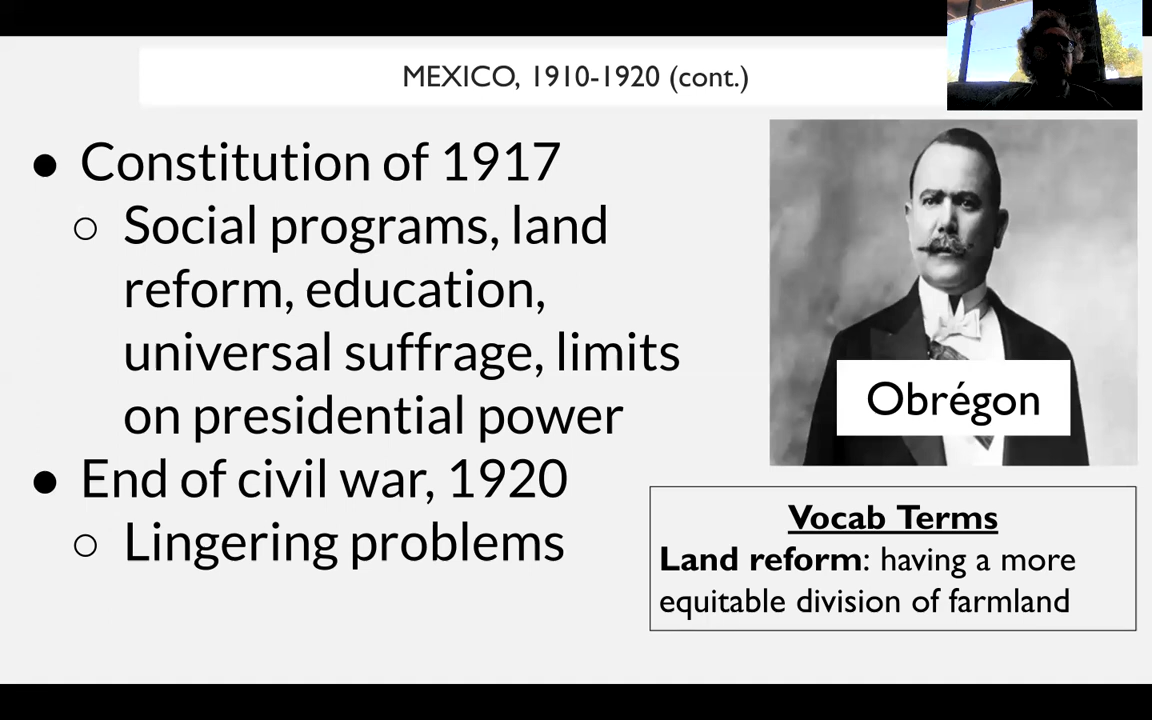 MEXICO, 1910-1920 (cont.)
● Constitution of 1917
○ Social programs, land
reform, education,
universal suffrage, limits
on presidential power
● End of civil war, 1920
○ Lingering problems
Obrégon
Vocab Terms
Land reform: having a more
equitable division of farmland